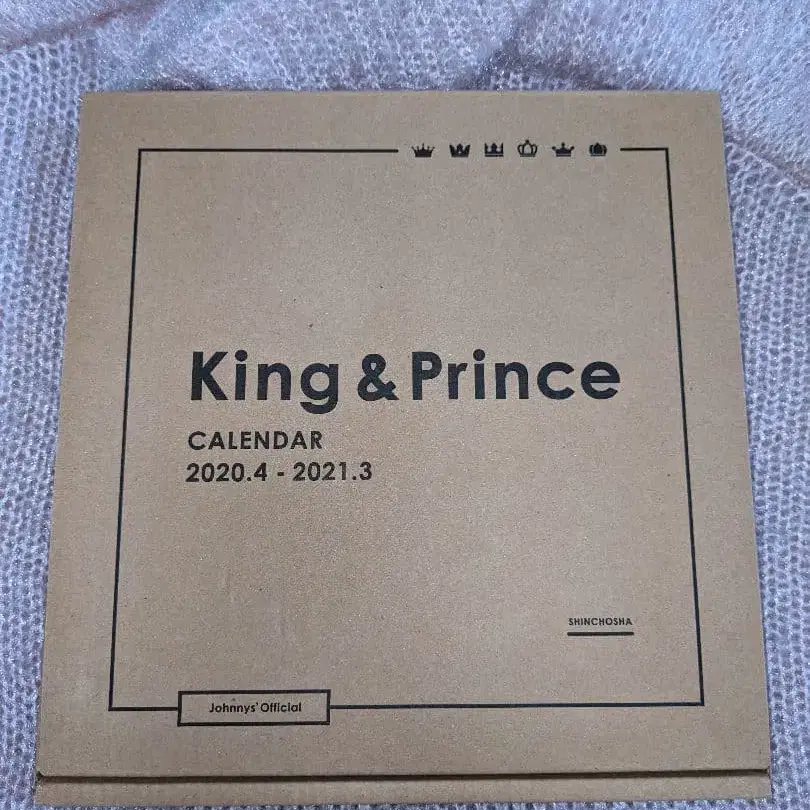 King & Prince
CALENDAR
2020.4 - 2021.3
SHINCHOSHA
Johnnys' Official